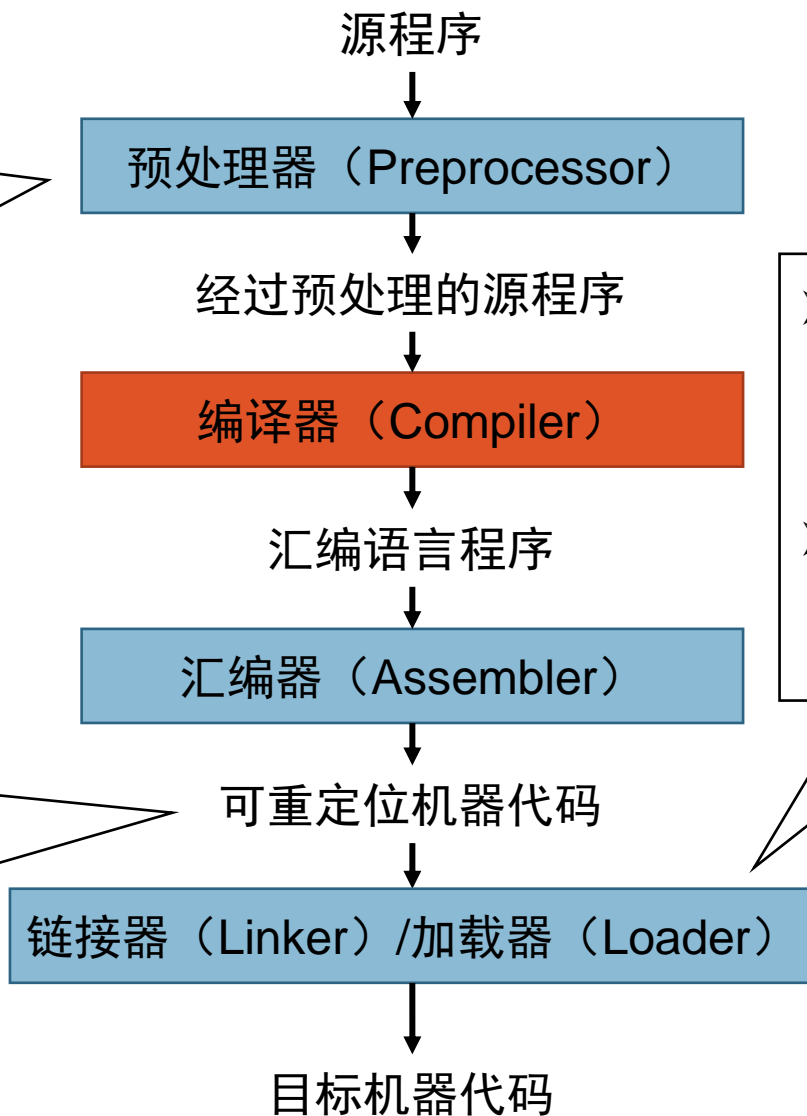 源程序
预处理器（Preprocessor）
经过预处理的源程序
编译器（Compiler）
汇编语言程序
汇编器（Assembler）
可重定位机器代码
链接器（Linker）/加载器（Loader）
目标机器代码